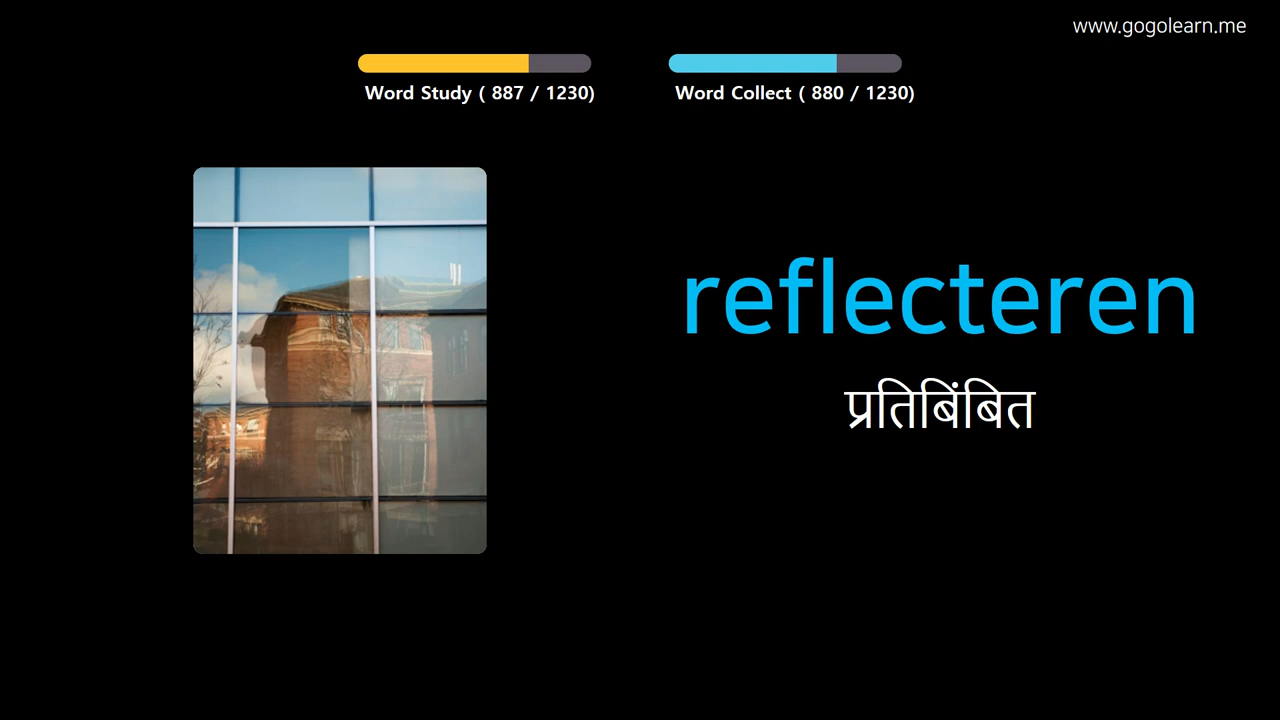 www.gogolearn.me
Word Study ( 887 / 1230)
Word Collect ( 880 / 1230)
reflecteren
प्रतिबिंबित